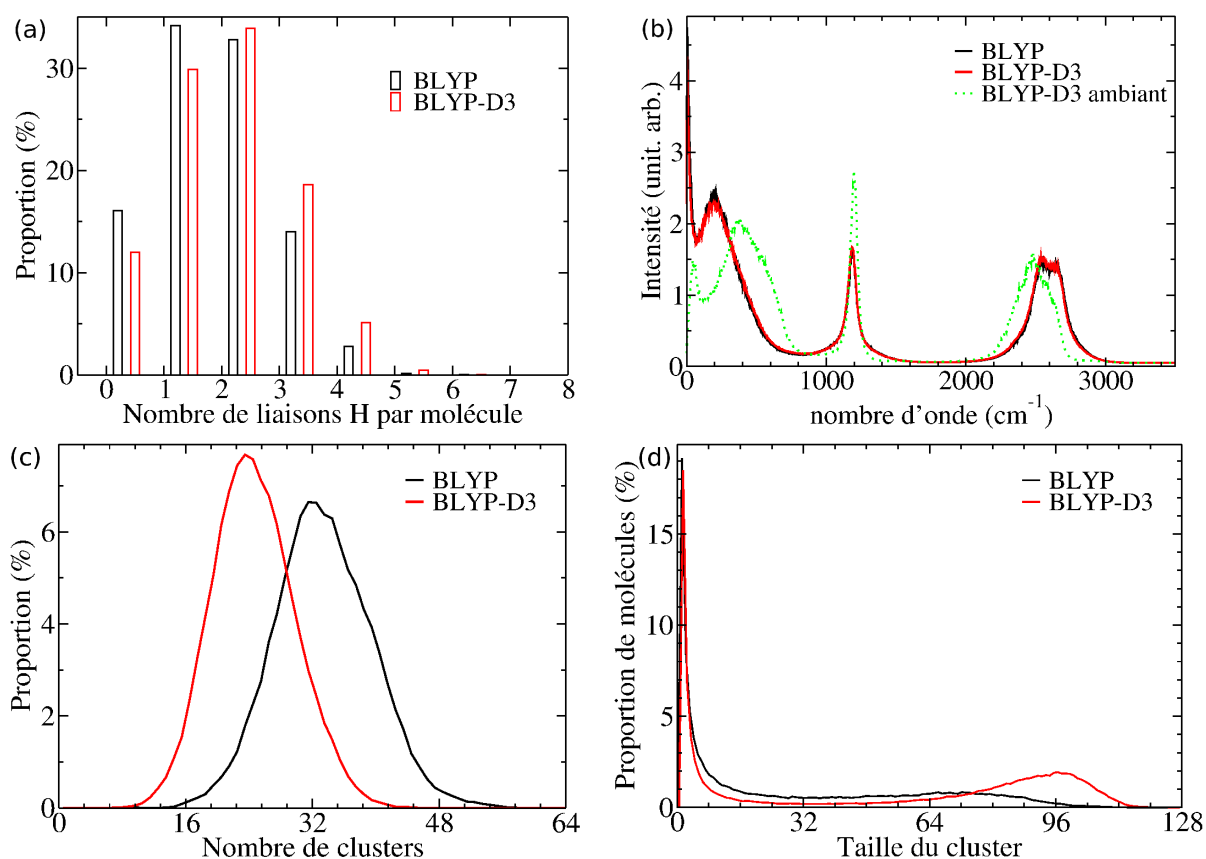 (a)
BLYP
BLYP-D3
Proportion (%)
30
20
10
0
0 1 2 3 4 5 6 7 8
Nombre de liaisons H par molécule
(b)
BLYP
BLYP-D3
BLYP-D3 ambiant
Intensité (unit. arb.)
4
3
2
1
0
0 1000 2000 3000
nombre d'onde (cm⁻¹)
(c)
BLYP
BLYP-D3
Proportion (%)
6
4
2
0
0 16 32 48 64
Nombre de clusters
(d)
BLYP
BLYP-D3
Proportion de molécules (%)
15
10
5
0
0 32 64 96 128
Taille du cluster